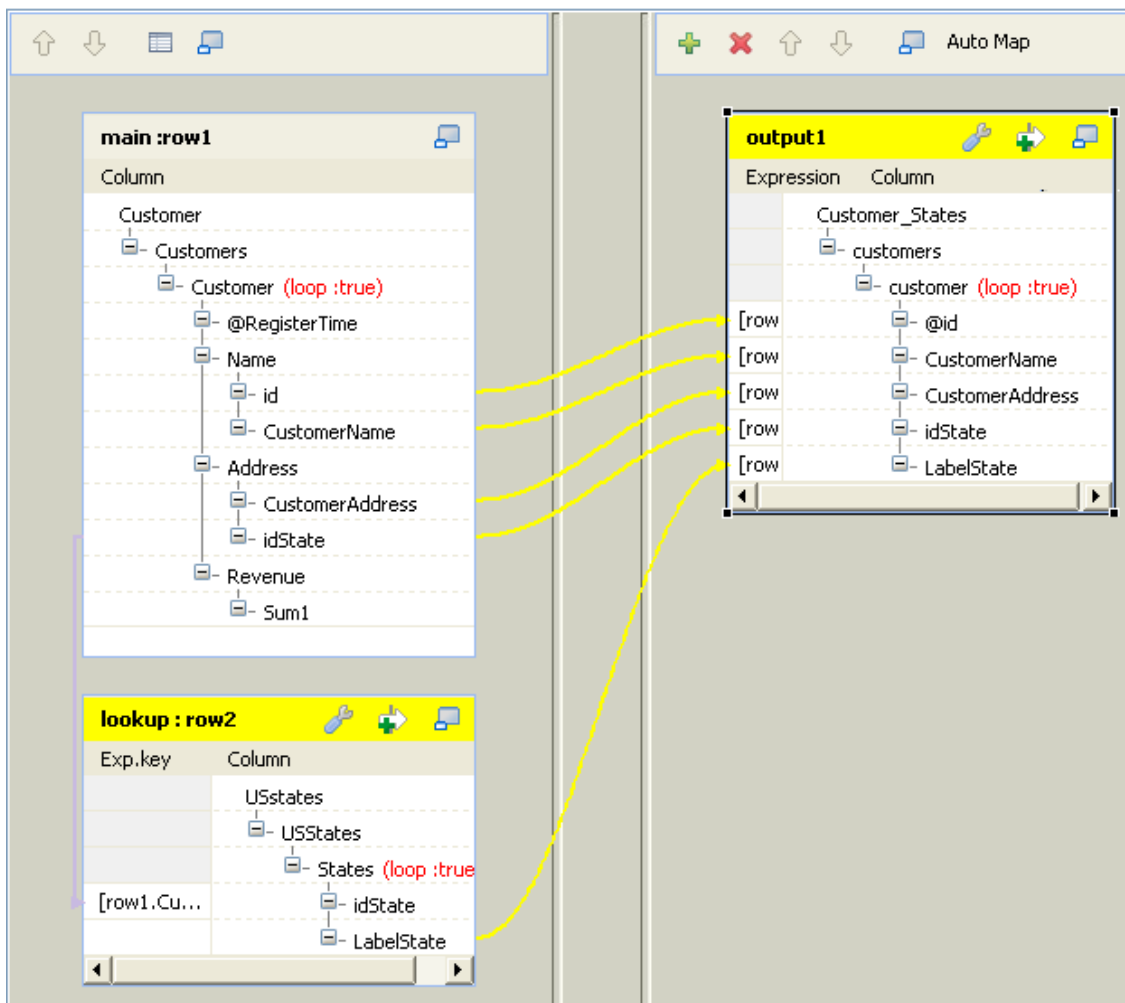 Auto Map
main :row1
Column
Customer
Customers
Customer (loop :true)
@RegisterTime
Name
id
CustomerName
Address
CustomerAddress
idState
Revenue
Sum1
lookup : row2
Exp.key Column
USstates
USStates
States (loop :true
[row1.Cu... idState
LabelState
output1
Expression Column
Customer_States
customers
customer (loop :true)
[row @id
[row CustomerName
[row CustomerAddress
[row idState
[row LabelState